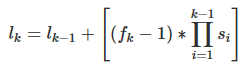 l_k = l_{k-1} + [(f_k − 1) * ∏_{i=1}^{k-1} s_i]